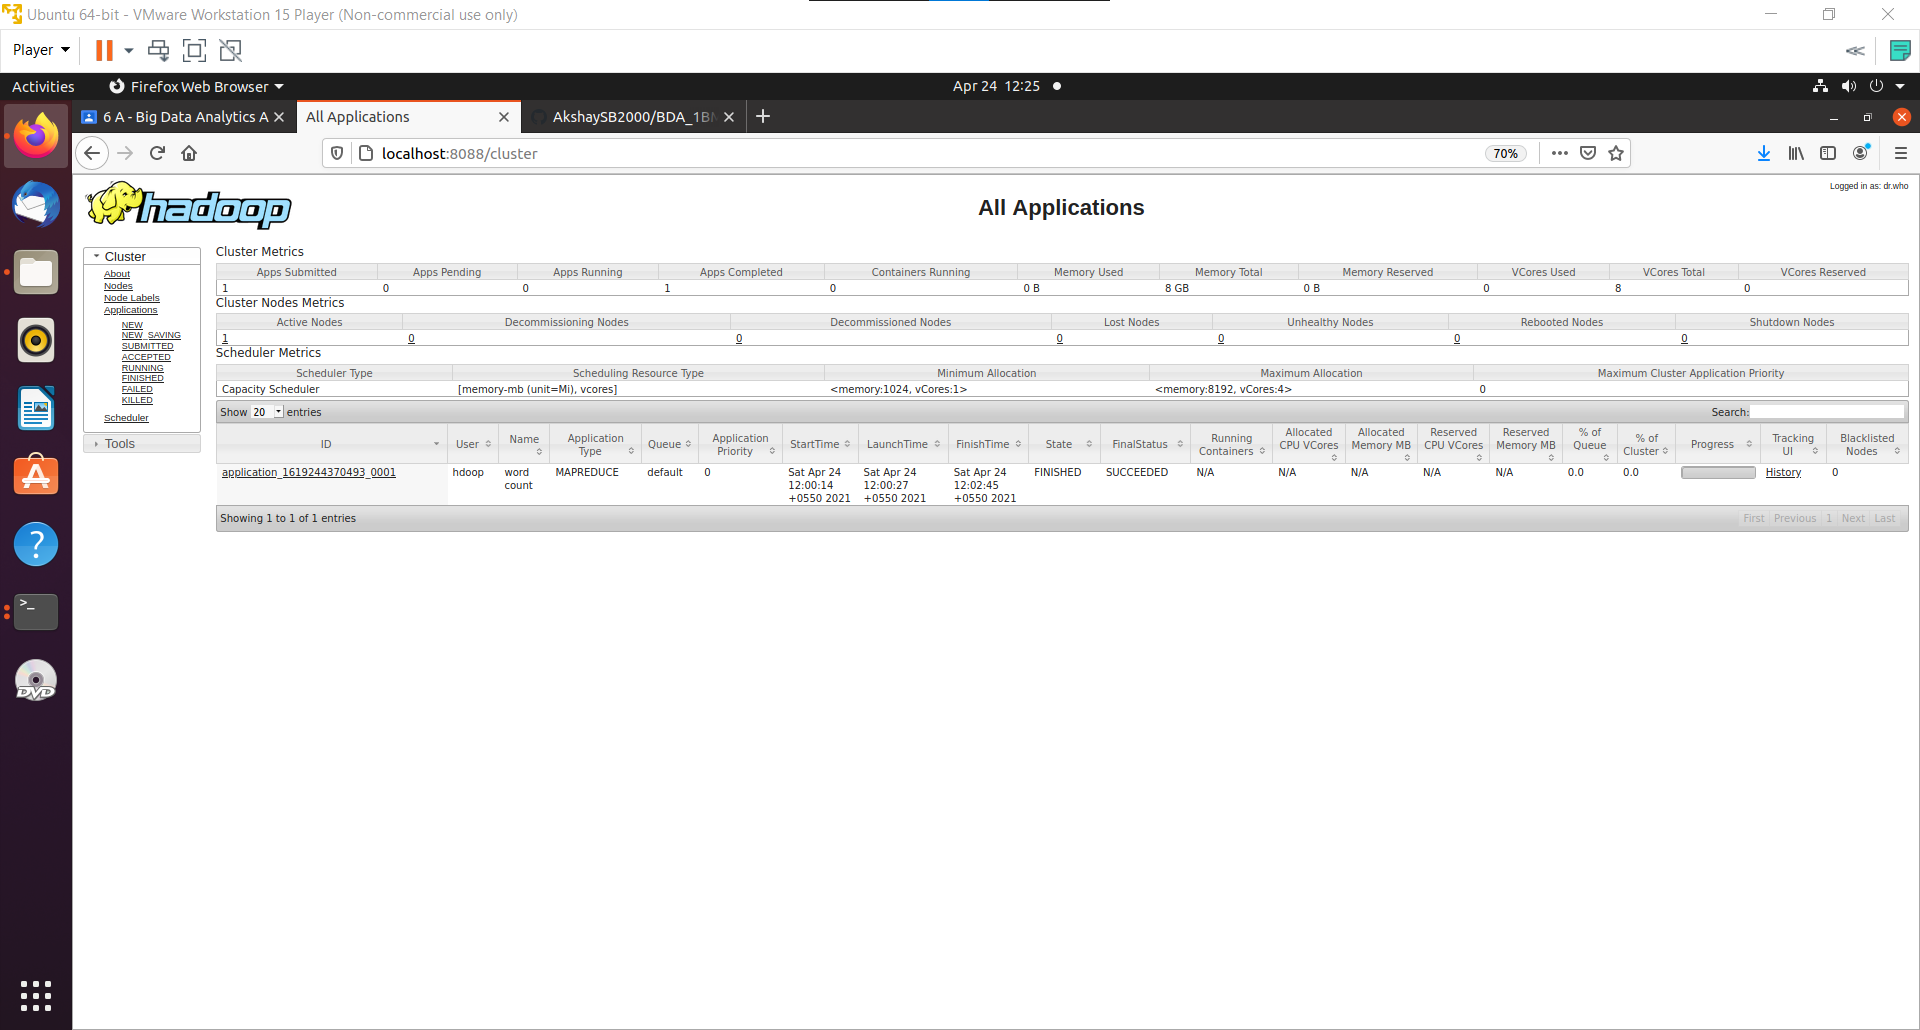 Ubuntu 64-bit - VMware Workstation 15 Player (Non-commercial use only)
Player
Activities Firefox Web Browser Apr 24 12:25
6 A - Big Data Analytics A All Applications AkshaySB2000/BDA_1BM
localhost:8088/cluster 70%
Logged in as: dr.who
hadoop All Applications
Cluster
About
Nodes
Node Labels
Applications
NEW
NEW_SAVING
SUBMITTED
ACCEPTED
RUNNING
FINISHED
FAILED
KILLED
Scheduler
Tools
Cluster Metrics
Apps Submitted Apps Pending Apps Running Apps Completed Containers Running Memory Used Memory Total Memory Reserved VCores Used VCores Total VCores Reserved
1 0 0 1 0 0 B 8 GB 0 B 0 8 0
Cluster Nodes Metrics
Active Nodes Decommissioning Nodes Decommissioned Nodes Lost Nodes Unhealthy Nodes Rebooted Nodes Shutdown Nodes
1 0 0 0 0 0 0
Scheduler Metrics
Scheduler Type Scheduling Resource Type Minimum Allocation Maximum Allocation Maximum Cluster Application Priority
Capacity Scheduler [memory-mb (unit=Mi), vcores] <memory:1024, vCores:1> <memory:8192, vCores:4> 0
Show 20 entries Search:
ID User Name Application Type Queue Application Priority StartTime LaunchTime FinishTime State FinalStatus Running Containers Allocated CPU VCores Allocated Memory MB Reserved CPU VCores Reserved Memory MB % of Queue % of Cluster Progress Tracking UI Blacklisted Nodes
application_1619244370493_0001 hdoop word count MAPREDUCE default 0 Sat Apr 24 12:00:14 +0550 2021 Sat Apr 24 12:00:27 +0550 2021 Sat Apr 24 12:02:45 +0550 2021 FINISHED SUCCEEDED N/A N/A N/A N/A N/A 0.0 0.0 History 0
Showing 1 to 1 of 1 entries First Previous 1 Next Last
DVD